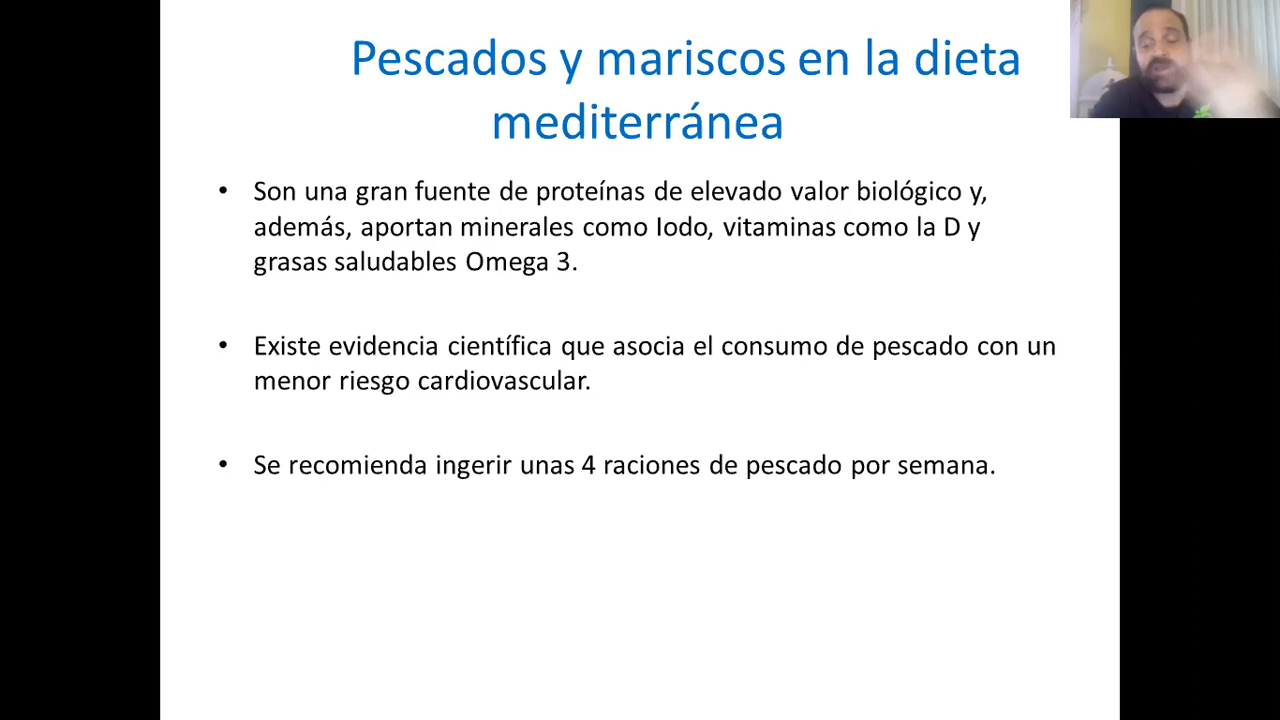 Pescados y mariscos en la dieta
mediterránea
• Son una gran fuente de proteínas de elevado valor biológico y,
además, aportan minerales como Iodo, vitaminas como la D y
grasas saludables Omega 3.
• Existe evidencia científica que asocia el consumo de pescado con un
menor riesgo cardiovascular.
• Se recomienda ingerir unas 4 raciones de pescado por semana.